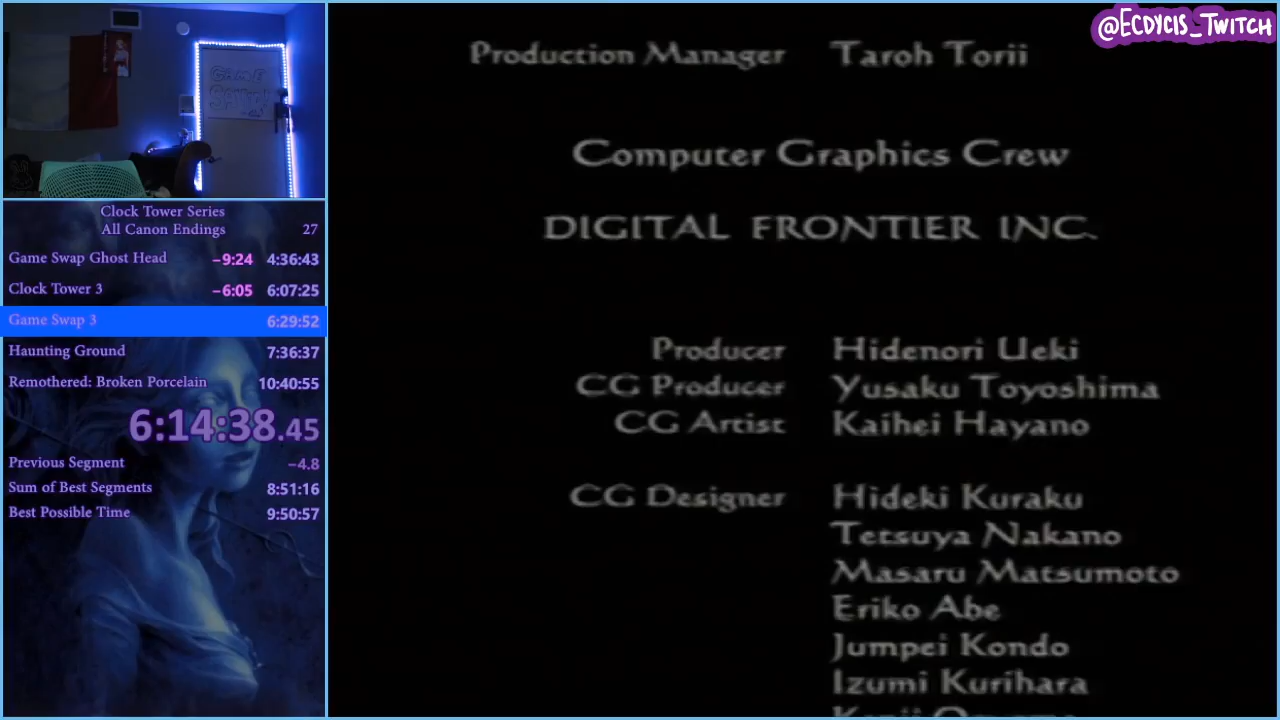 @Ecdycis_Twitch
GAME
Clock Tower Series
All Canon Endings 27
Game Swap Ghost Head −9:24 4:36:43
Clock Tower 3 −6:05 6:07:25
Game Swap 3 6:29:52
Haunting Ground 7:36:37
Remothered: Broken Porcelain 10:40:55
6:14:38.45
Previous Segment −4.8
Sum of Best Segments 8:51:16
Best Possible Time 9:50:57
Production Manager Taroh Torii
Computer Graphics Crew
DIGITAL FRONTIER INC.
Producer Hidenori Ueki
CG Producer Yusaku Toyoshima
CG Artist Kaihei Hayano
CG Designer Hideki Kuraku
Tetsuya Nakano
Masaru Matsumoto
Eriko Abe
Jumpei Kondo
Izumi Kurihara